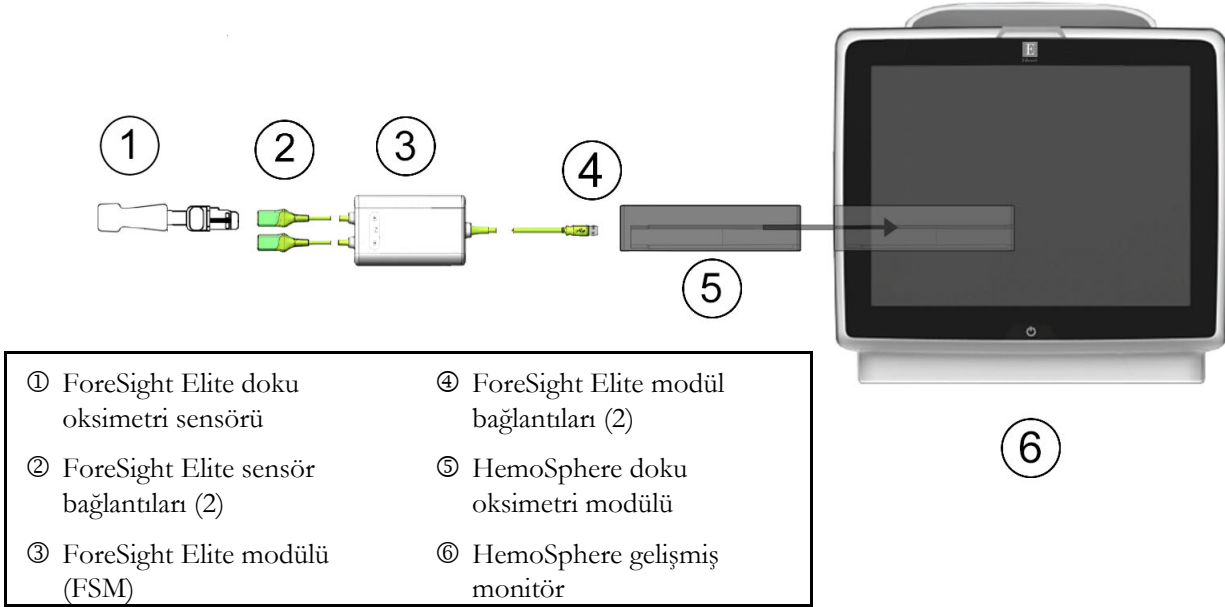 1
2
3
4
5
6
E
① ForeSight Elite doku
oksimetri sensörü
② ForeSight Elite sensör
bağlantıları (2)
③ ForeSight Elite modülü
(FSM)
④ ForeSight Elite modül
bağlantıları (2)
⑤ HemoSphere doku
oksimetri modülü
⑥ HemoSphere gelişmiş
monitör